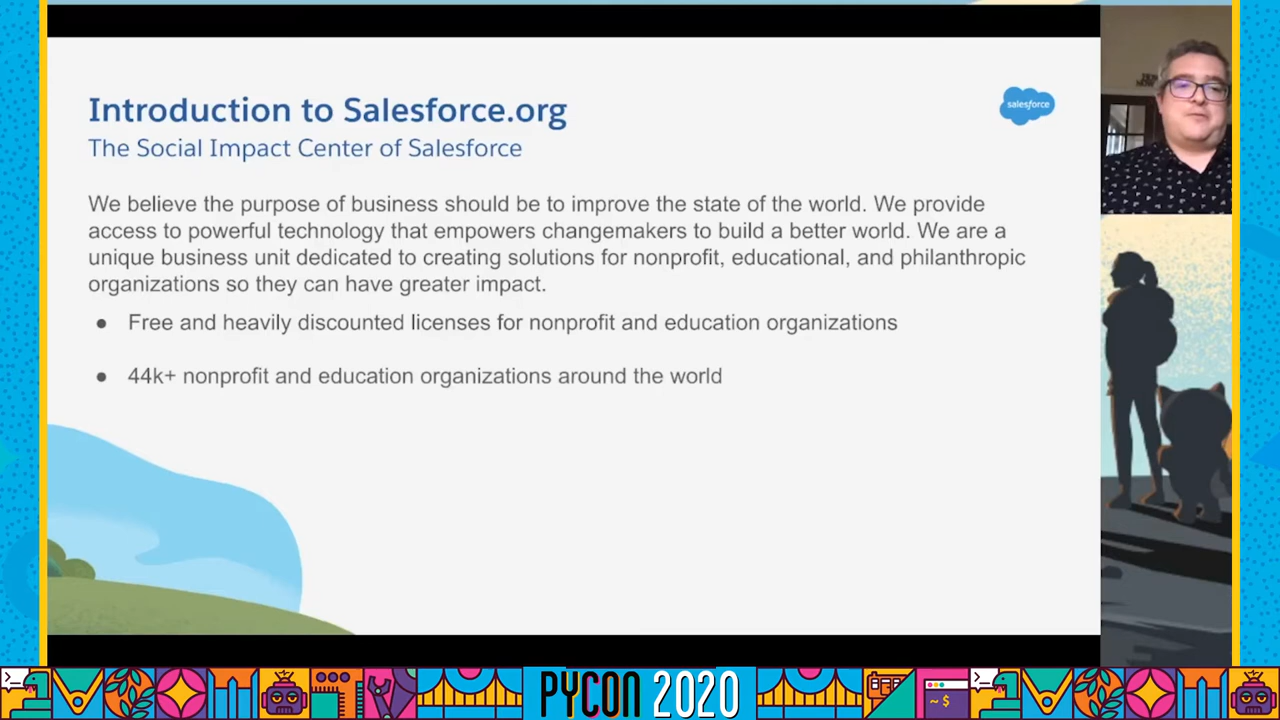 Introduction to Salesforce.org
The Social Impact Center of Salesforce
salesforce
We believe the purpose of business should be to improve the state of the world. We provide
access to powerful technology that empowers changemakers to build a better world. We are a
unique business unit dedicated to creating solutions for nonprofit, educational, and philanthropic
organizations so they can have greater impact.
● Free and heavily discounted licenses for nonprofit and education organizations
● 44k+ nonprofit and education organizations around the world
PYCON 2020
~$